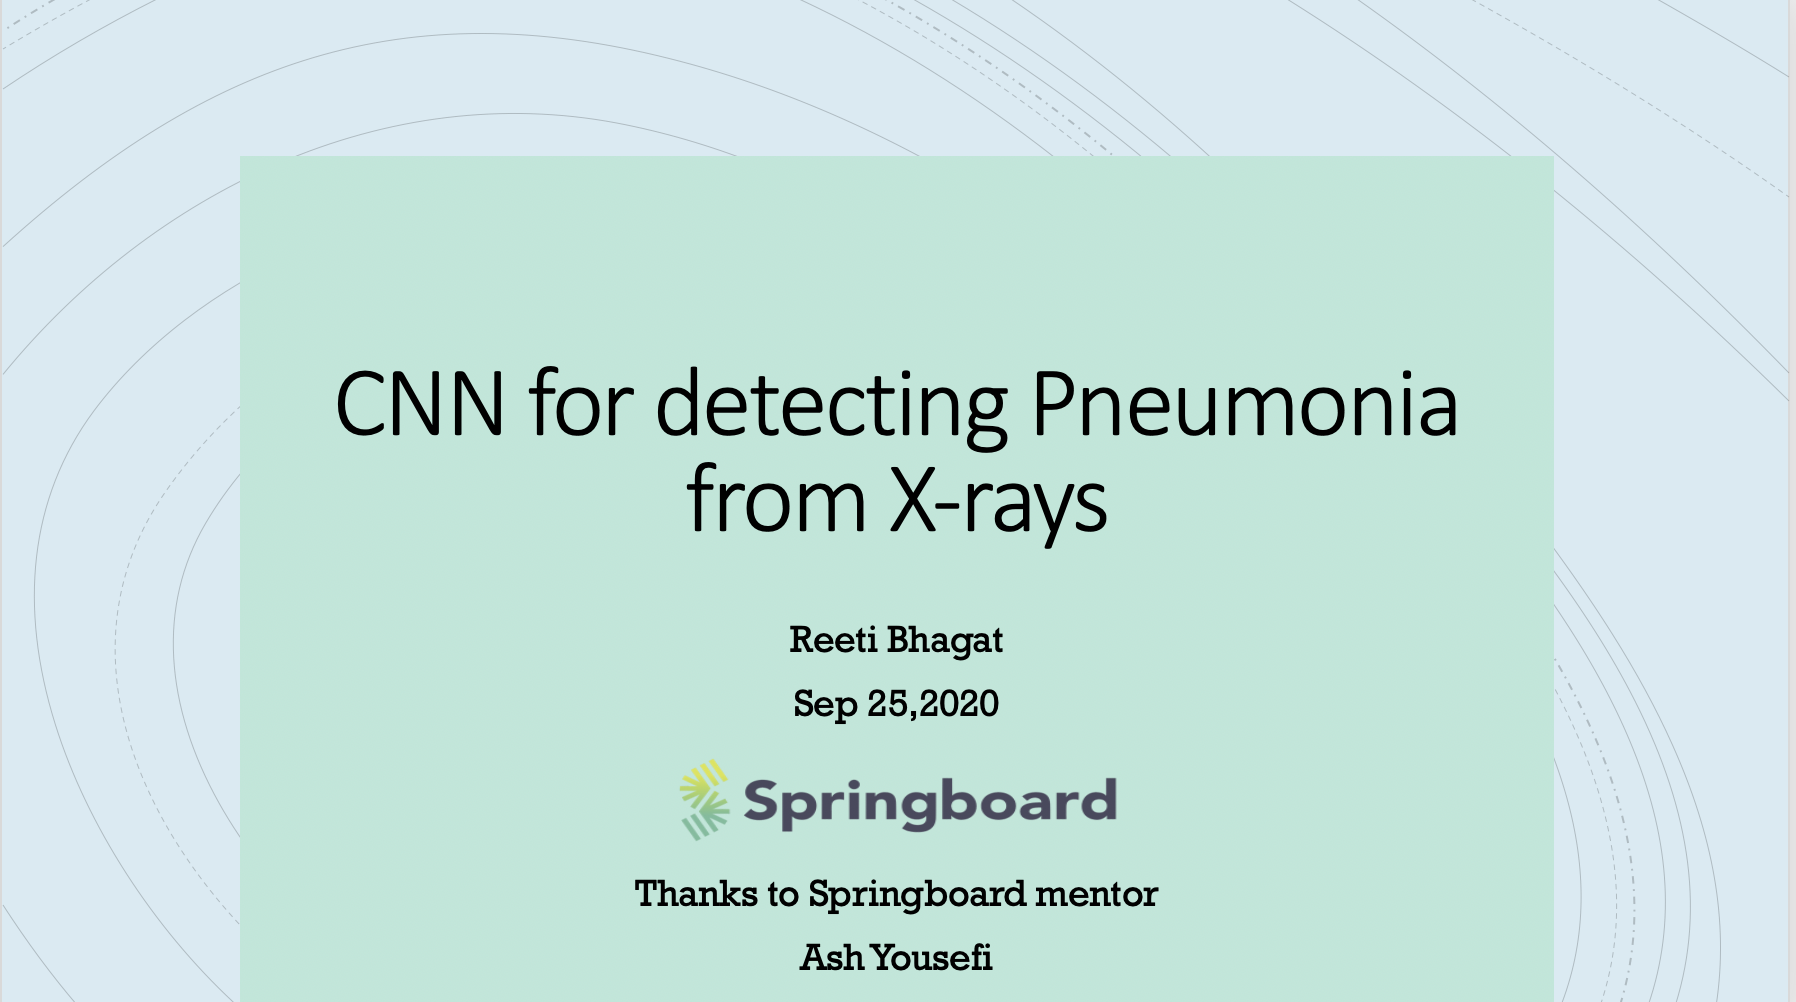 CNN for detecting Pneumonia
from X-rays
Reeti Bhagat
Sep 25,2020
Springboard
Thanks to Springboard mentor
Ash Yousefi